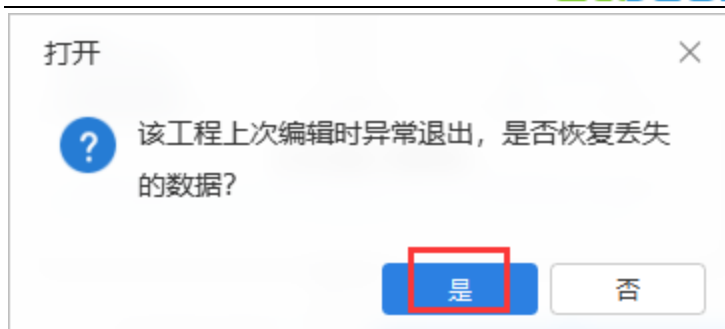 打开
该工程上次编辑时异常退出，是否恢复丢失
的数据?
是
否